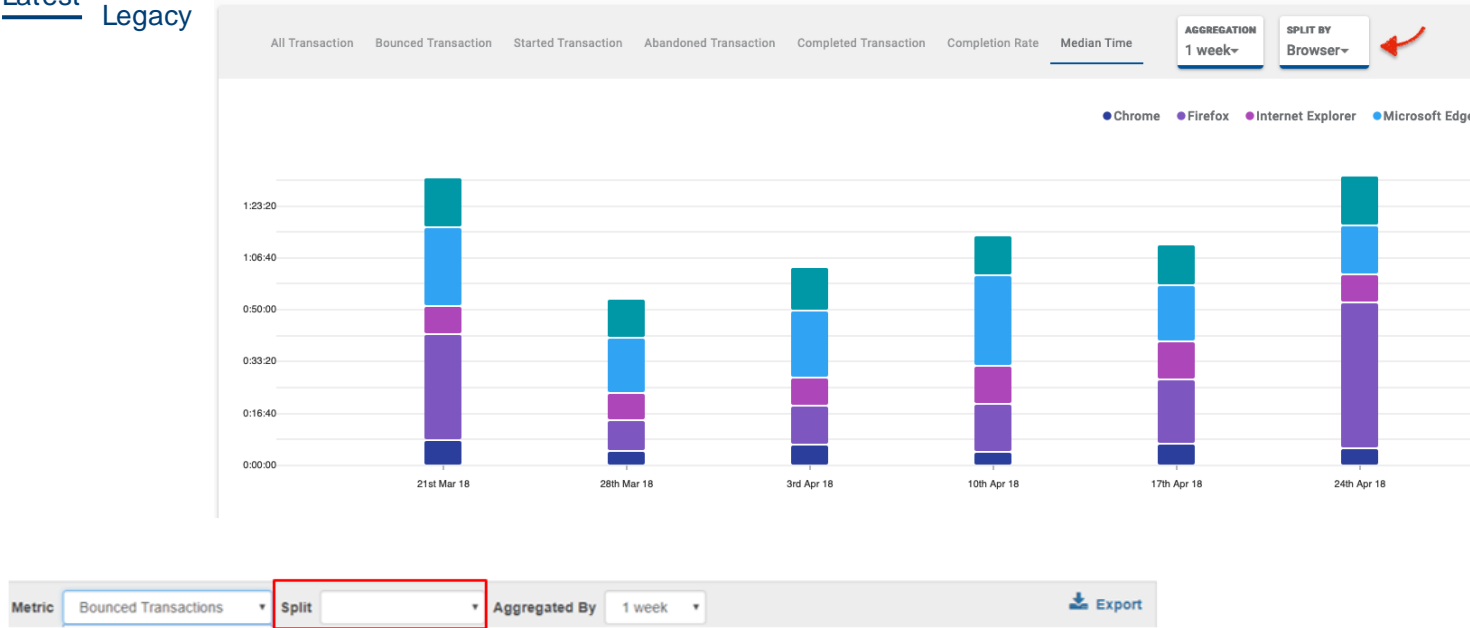 Latest
Legacy
All Transaction Bounced Transaction Started Transaction Abandoned Transaction Completed Transaction Completion Rate Median Time
AGGREGATION
1 week
SPLIT BY
Browser
Chrome Firefox Internet Explorer Microsoft Edge
1:23:20
1:06:40
0:50:00
0:33:20
0:16:40
0:00:00
21st Mar 18 28th Mar 18 3rd Apr 18 10th Apr 18 17th Apr 18 24th Apr 18
Metric Bounced Transactions Split Aggregated By 1 week Export